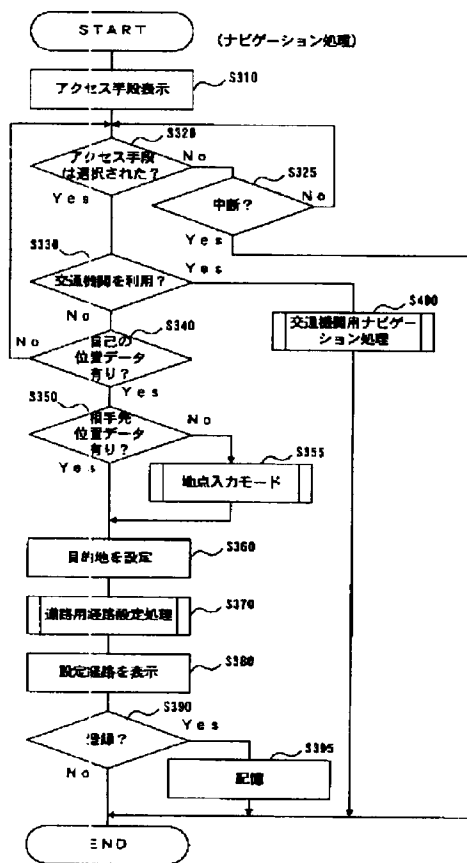 START
(ナビゲーション処理)
アクセス手段表示
S310
S320
アクセス手段
は選択された?
No
Yes
S325
中断?
No
Yes
S330
交通機関を利用?
Yes
No
S400
交通機関用ナビゲ
ーション処理
S340
自己の
位置データ
有り?
No
Yes
S350
相手先
位置データ
有り?
No
Yes
S355
地点入力モード
S360
目的地を設定
S370
道路用経路設定処理
S380
設定経路を表示
S390
登録?
Yes
No
S395
記憶
END